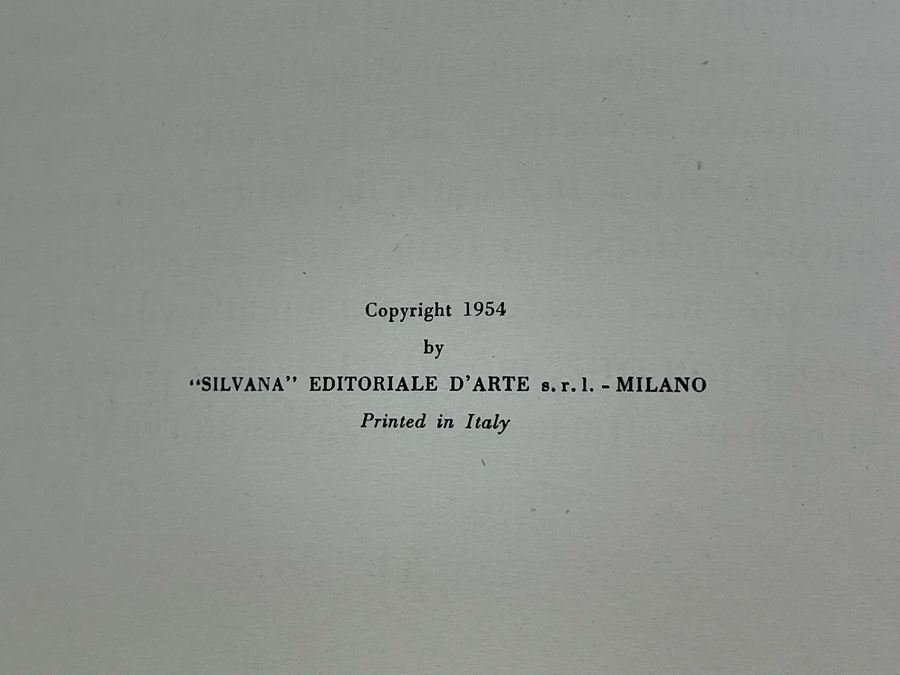 Copyright 1954
by
“SILVANA” EDITORIALE D’ARTE s. r. l. - MILANO
Printed in Italy